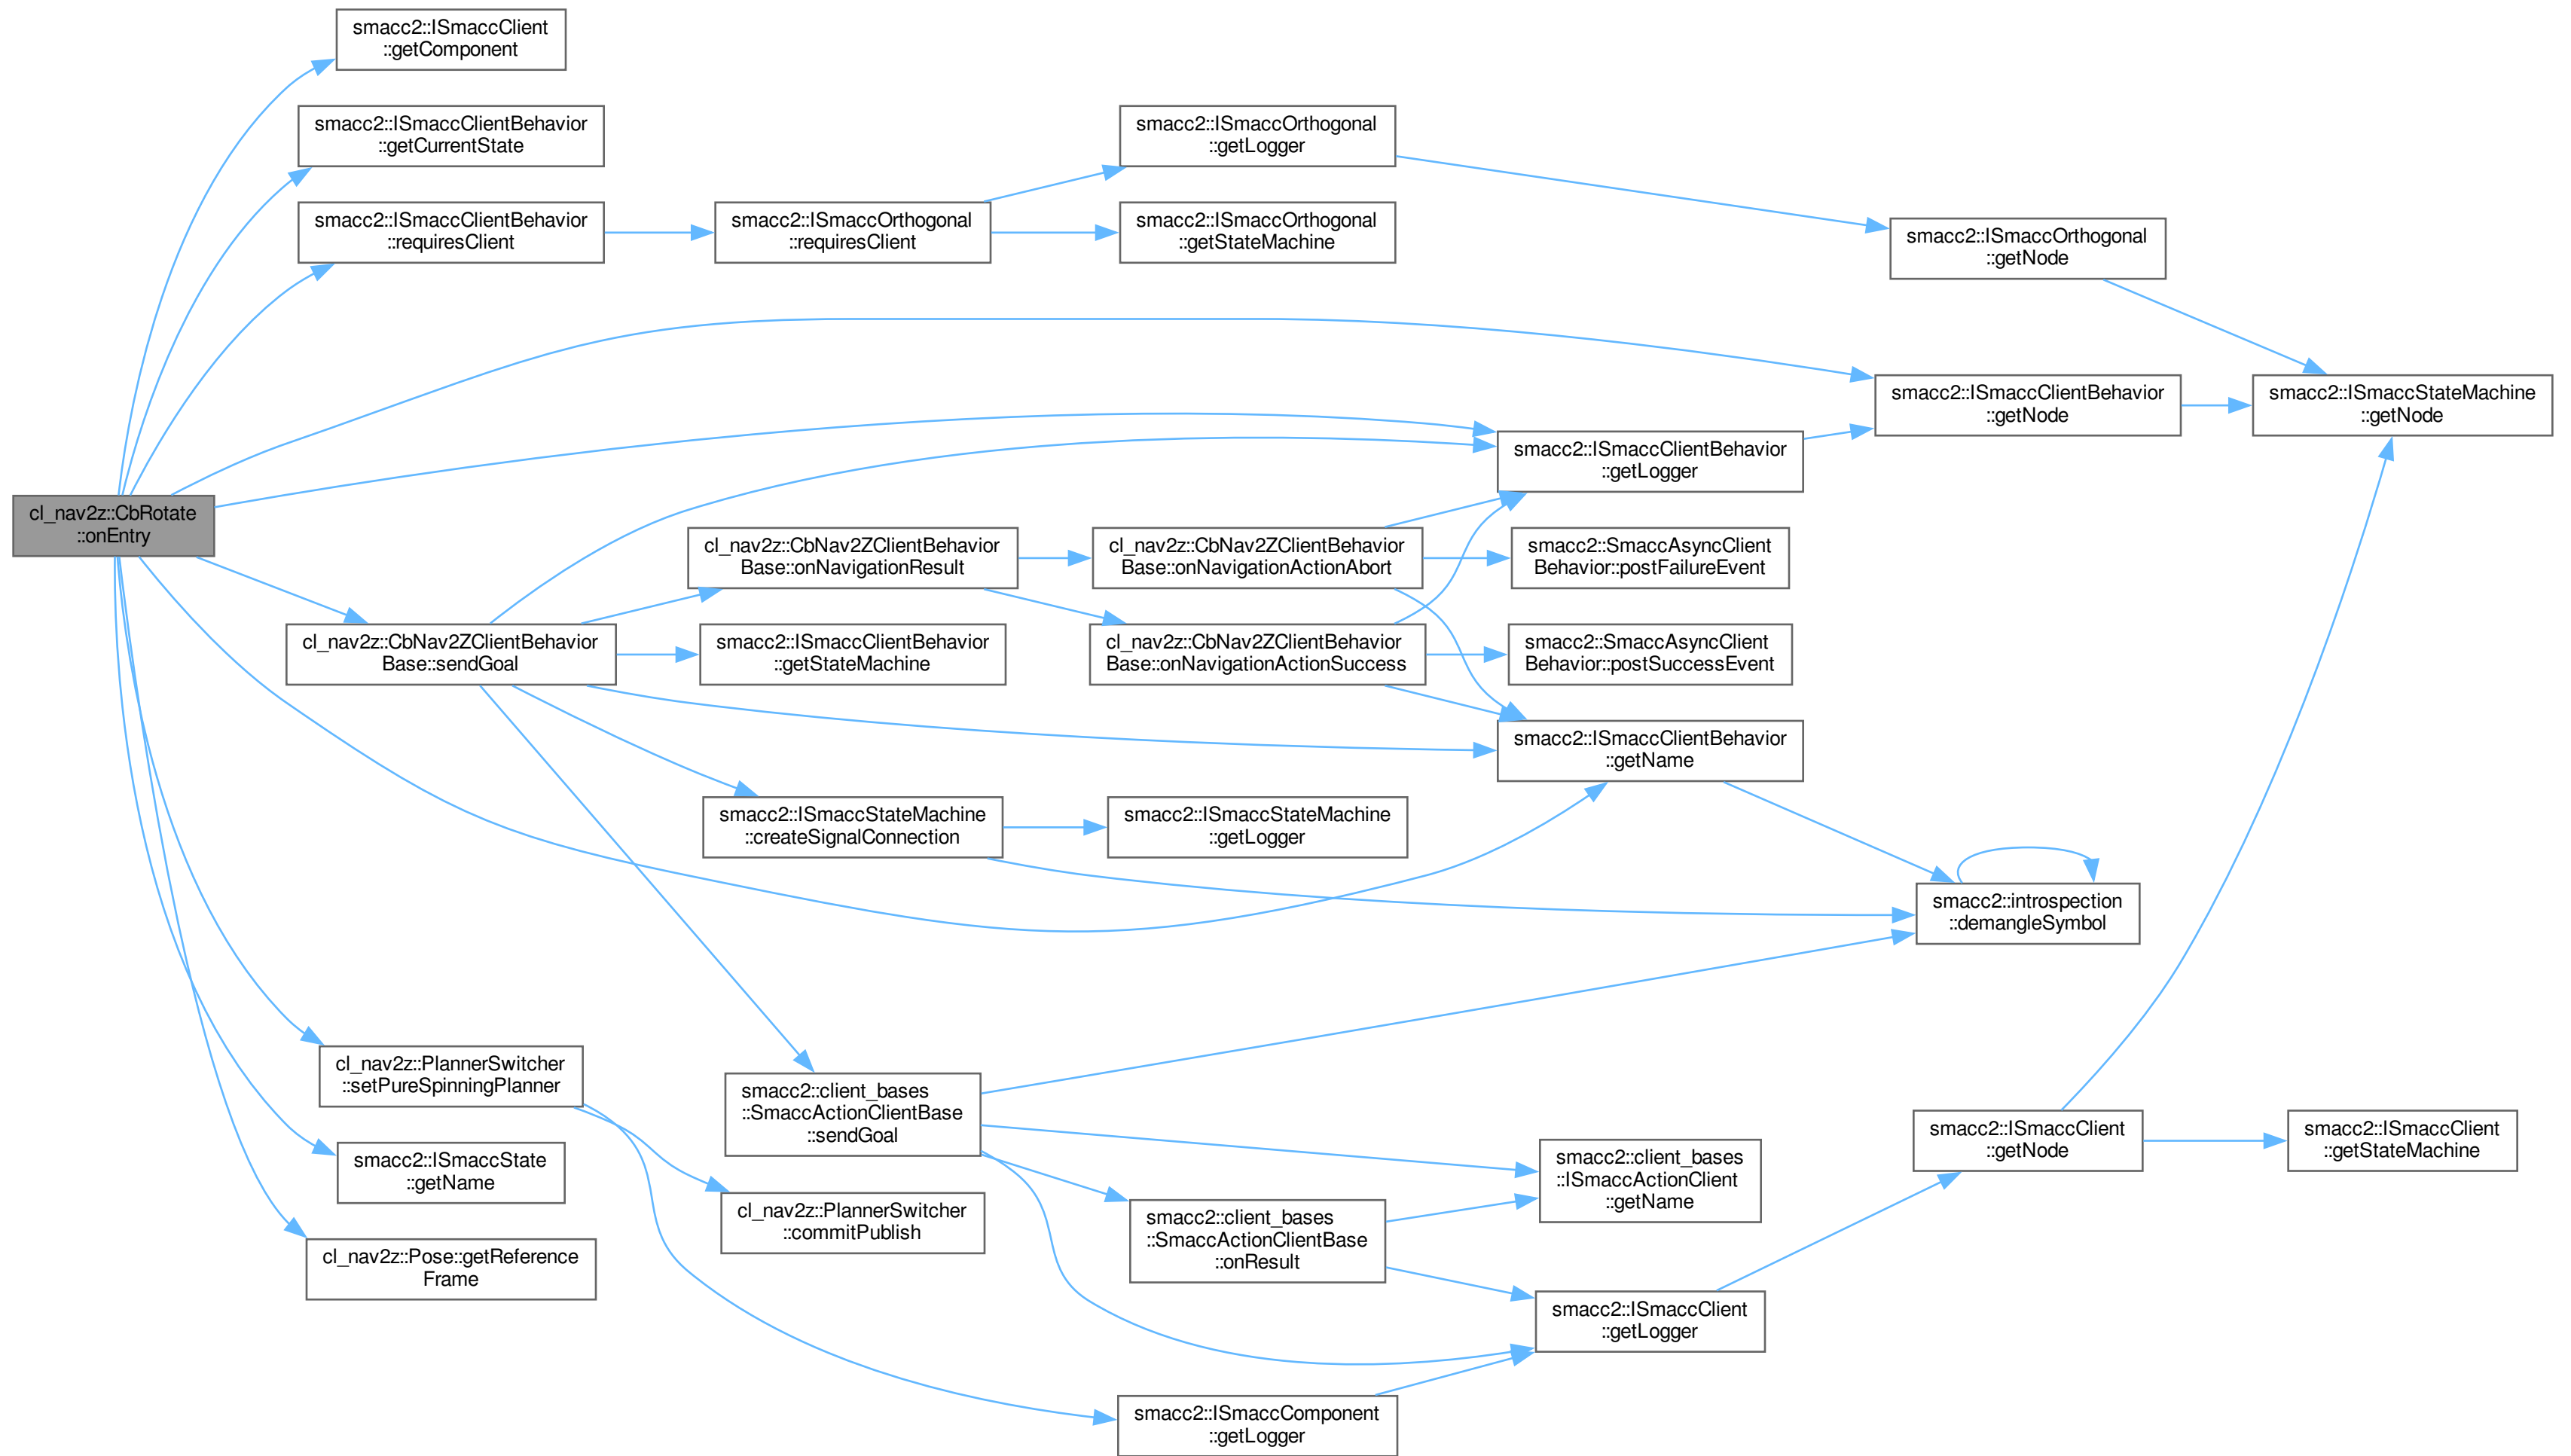 smacc2::ISmaccClient
::getComponent
smacc2::ISmaccClientBehavior
::getCurrentState
smacc2::ISmaccOrthogonal
::getLogger
smacc2::ISmaccClientBehavior
::requiresClient
smacc2::ISmaccOrthogonal
::requiresClient
smacc2::ISmaccOrthogonal
::getStateMachine
smacc2::ISmaccOrthogonal
::getNode
smacc2::ISmaccClientBehavior
::getNode
smacc2::ISmaccStateMachine
::getNode
smacc2::ISmaccClientBehavior
::getLogger
cl_nav2z::CbRotate
::onEntry
cl_nav2z::CbNav2ZClientBehavior
Base::onNavigationResult
cl_nav2z::CbNav2ZClientBehavior
Base::onNavigationActionAbort
smacc2::SmaccAsyncClient
Behavior::postFailureEvent
cl_nav2z::CbNav2ZClientBehavior
Base::sendGoal
smacc2::ISmaccClientBehavior
::getStateMachine
cl_nav2z::CbNav2ZClientBehavior
Base::onNavigationActionSuccess
smacc2::SmaccAsyncClient
Behavior::postSuccessEvent
smacc2::ISmaccClientBehavior
::getName
smacc2::ISmaccStateMachine
::createSignalConnection
smacc2::ISmaccStateMachine
::getLogger
smacc2::introspection
::demangleSymbol
cl_nav2z::PlannerSwitcher
::setPureSpinningPlanner
smacc2::client_bases
::SmaccActionClientBase
::sendGoal
smacc2::ISmaccClient
::getNode
smacc2::ISmaccClient
::getStateMachine
smacc2::ISmaccState
::getName
smacc2::client_bases
::ISmaccActionClient
::getName
cl_nav2z::PlannerSwitcher
::commitPublish
smacc2::client_bases
::SmaccActionClientBase
::onResult
cl_nav2z::Pose::getReference
Frame
smacc2::ISmaccClient
::getLogger
smacc2::ISmaccComponent
::getLogger